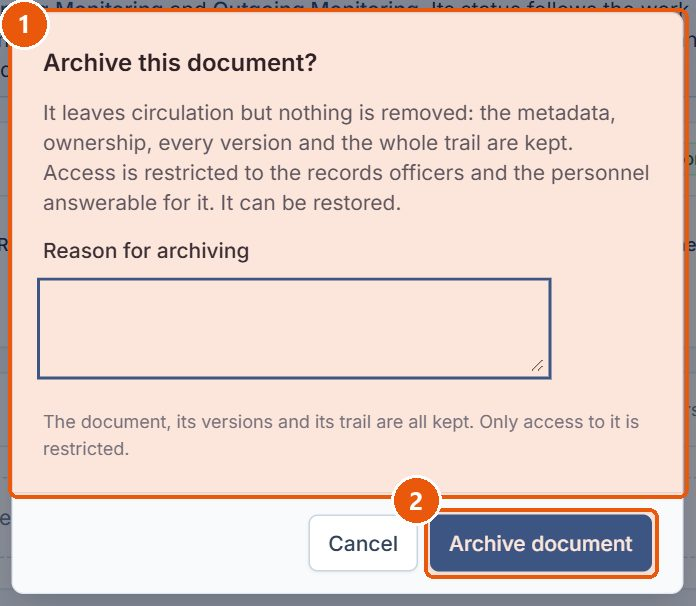 Monitoring and Outgoing Monitoring. Its status follows the work
1
Archive this document?
It leaves circulation but nothing is removed: the metadata,
ownership, every version and the whole trail are kept.
Access is restricted to the records officers and the personnel
answerable for it. It can be restored.
Reason for archiving
The document, its versions and its trail are all kept. Only access to it is
restricted.
2
Cancel
Archive document